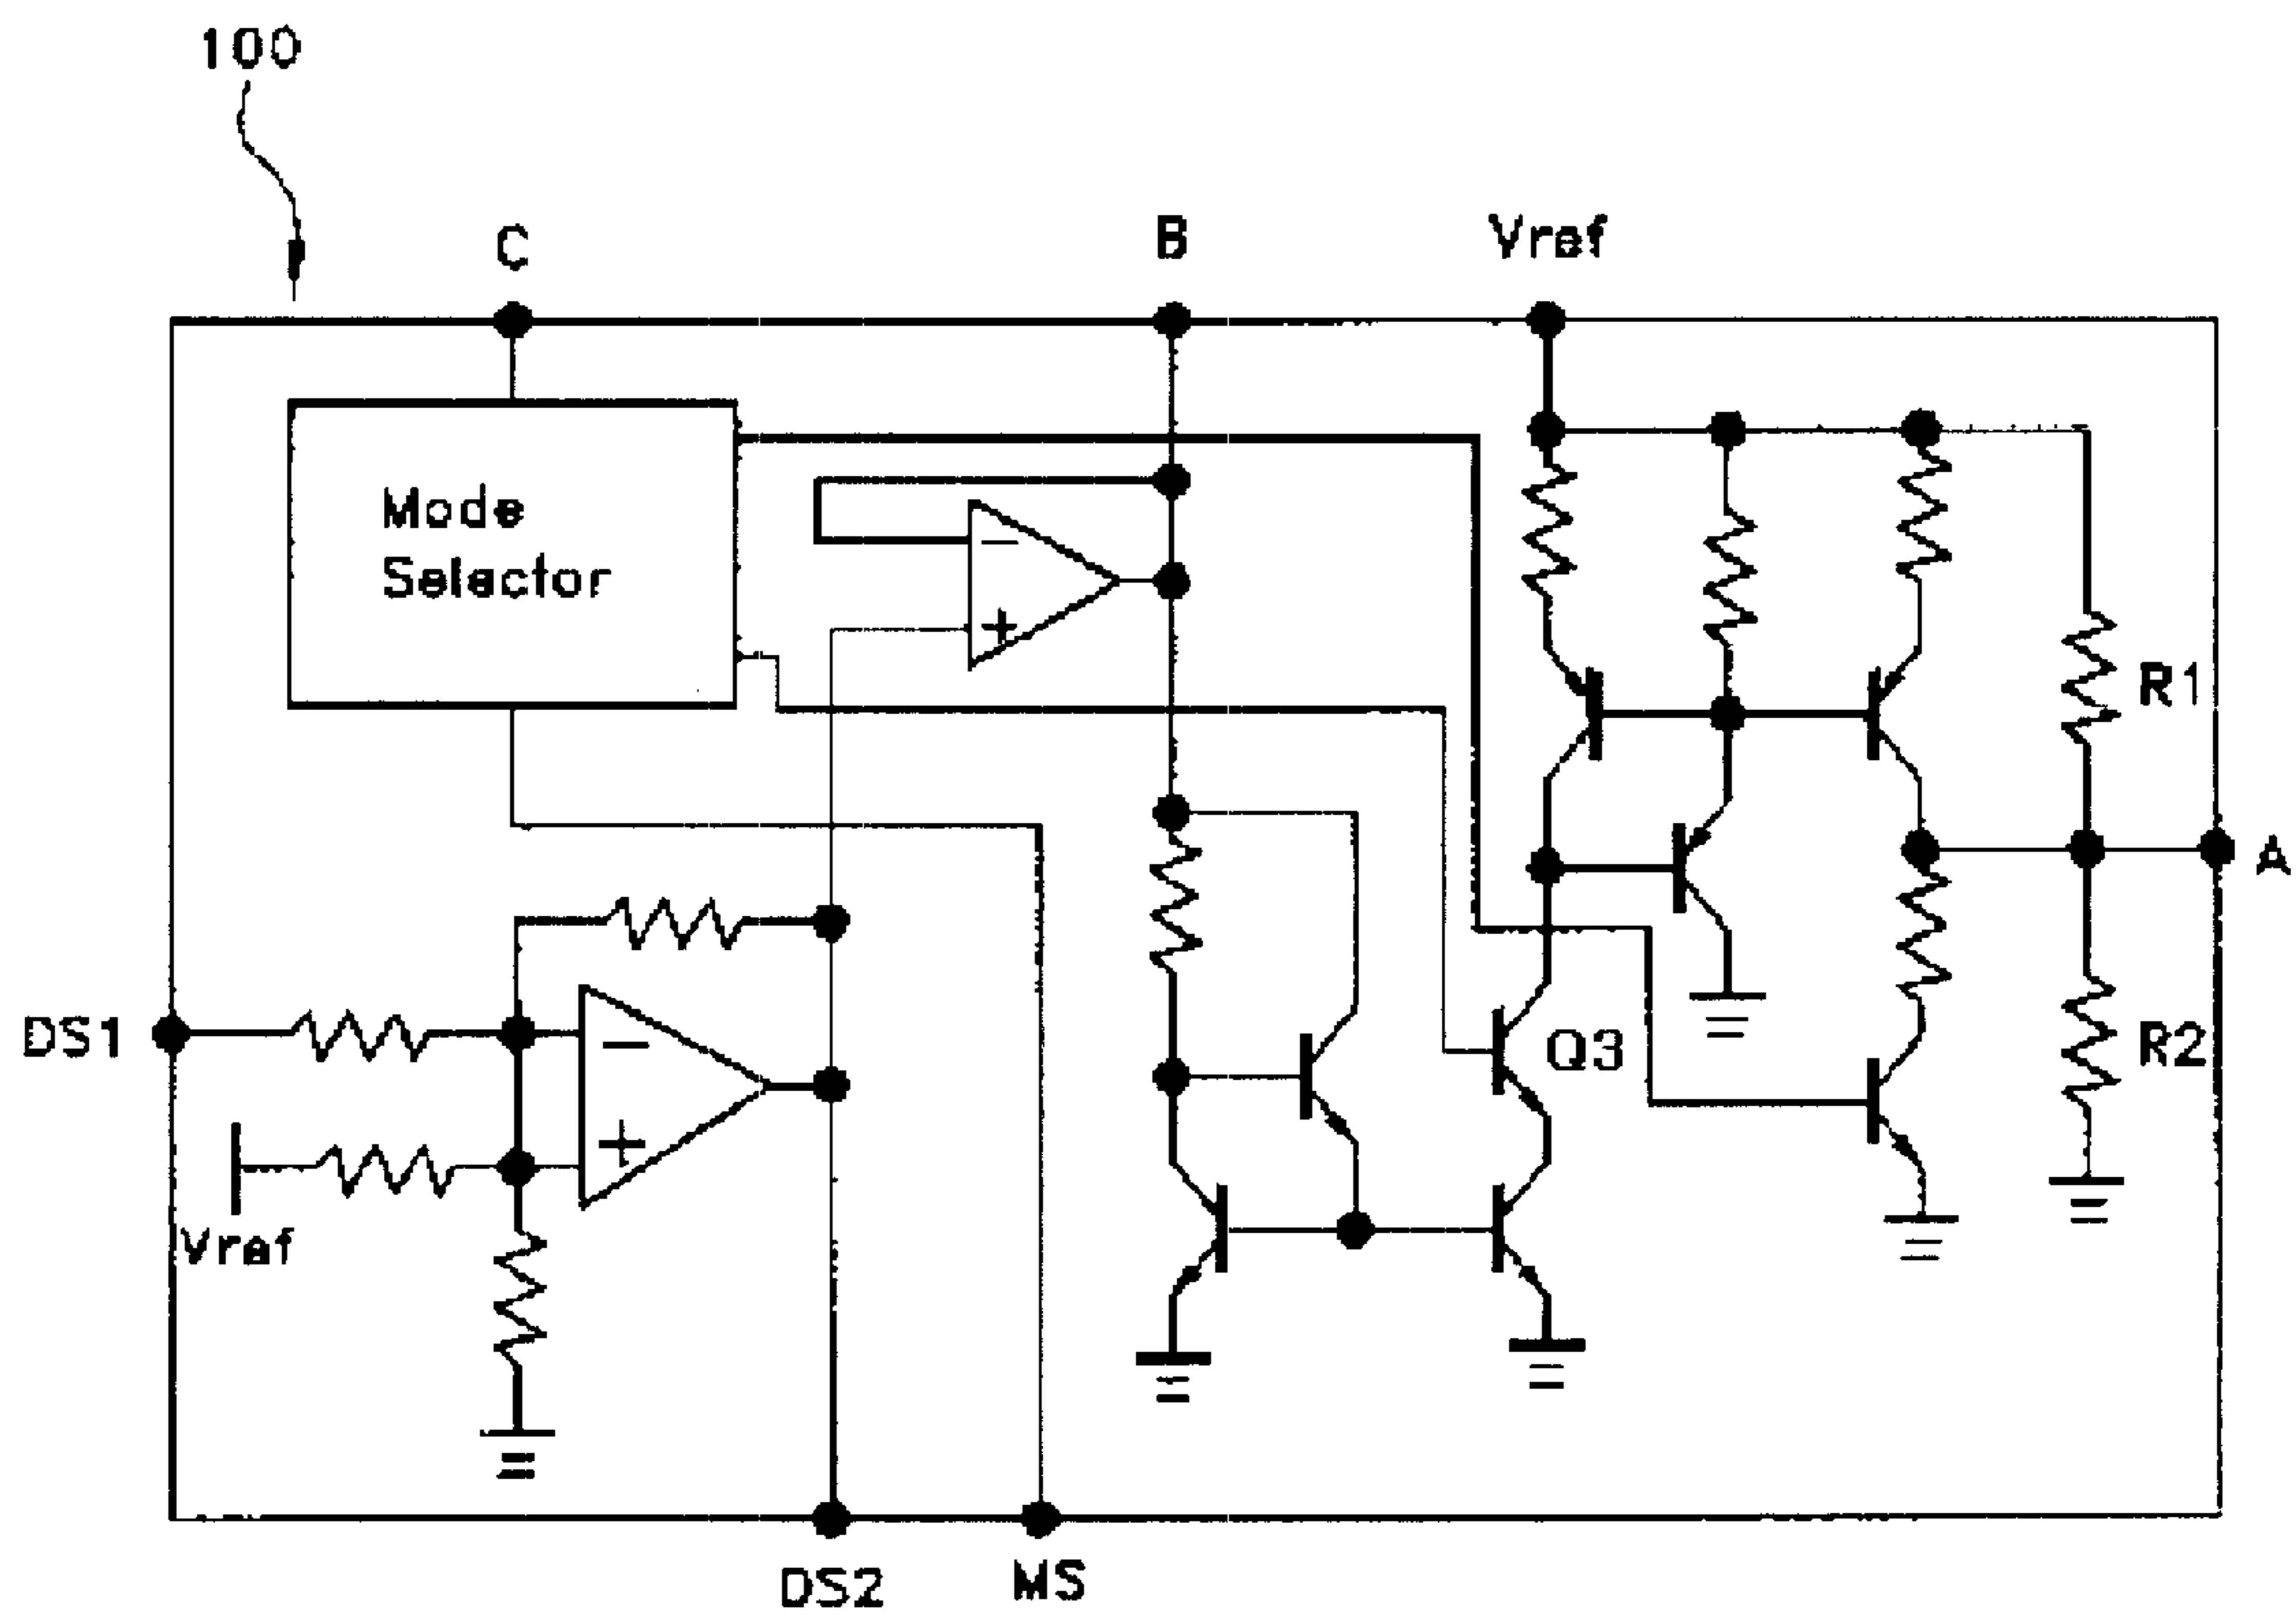 100
C
B
Vref
Mode
Selector
R1
A
DS1
Q3
R2
Vref
DS2
MS